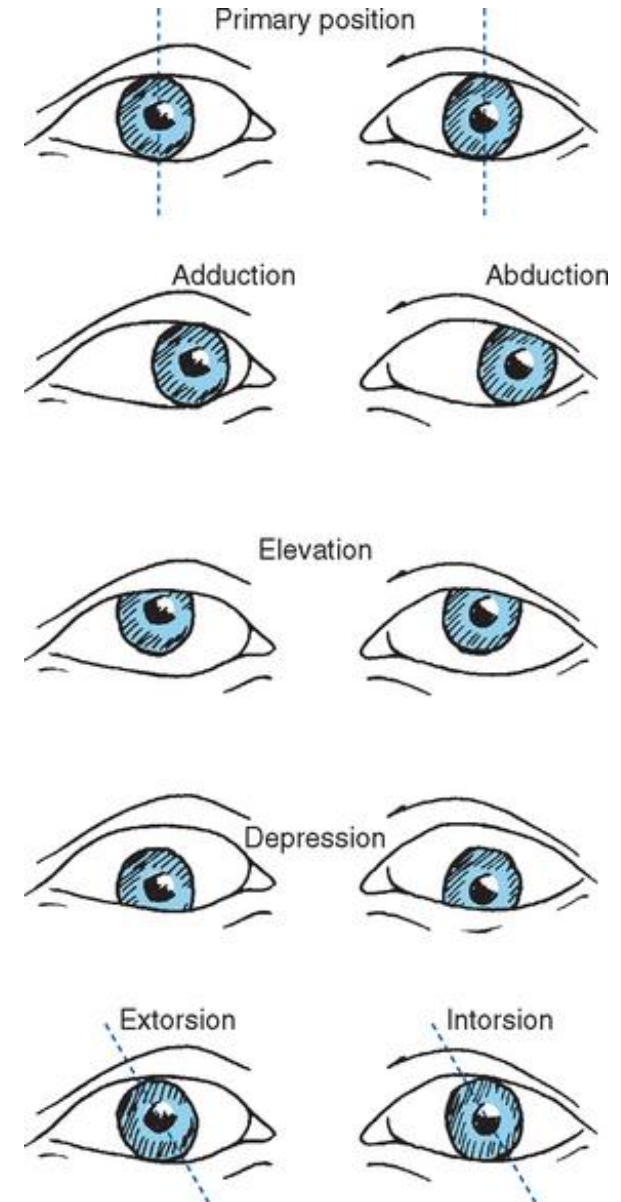 Primary position
Adduction Abduction
Elevation
Depression
Extorsion Intorsion